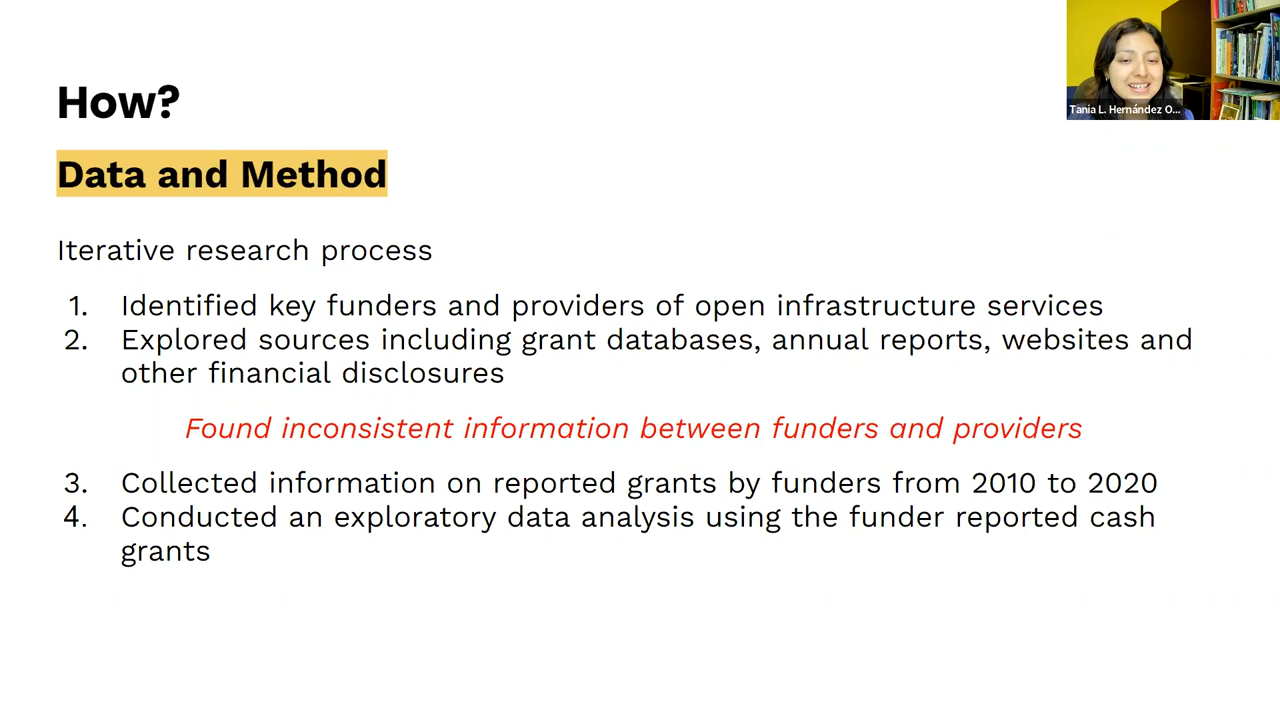 Tania L. Hernández O...
How?
Data and Method
Iterative research process
1. Identified key funders and providers of open infrastructure services
2. Explored sources including grant databases, annual reports, websites and
other financial disclosures
Found inconsistent information between funders and providers
3. Collected information on reported grants by funders from 2010 to 2020
4. Conducted an exploratory data analysis using the funder reported cash
grants